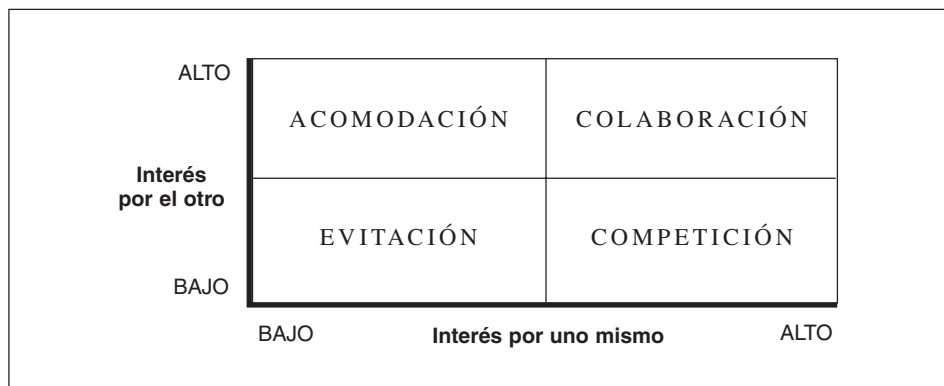 ALTO
ACOMODACIÓN COLABORACIÓN
Interés
por el otro
EVITACIÓN COMPETICIÓN
BAJO
BAJO Interés por uno mismo ALTO